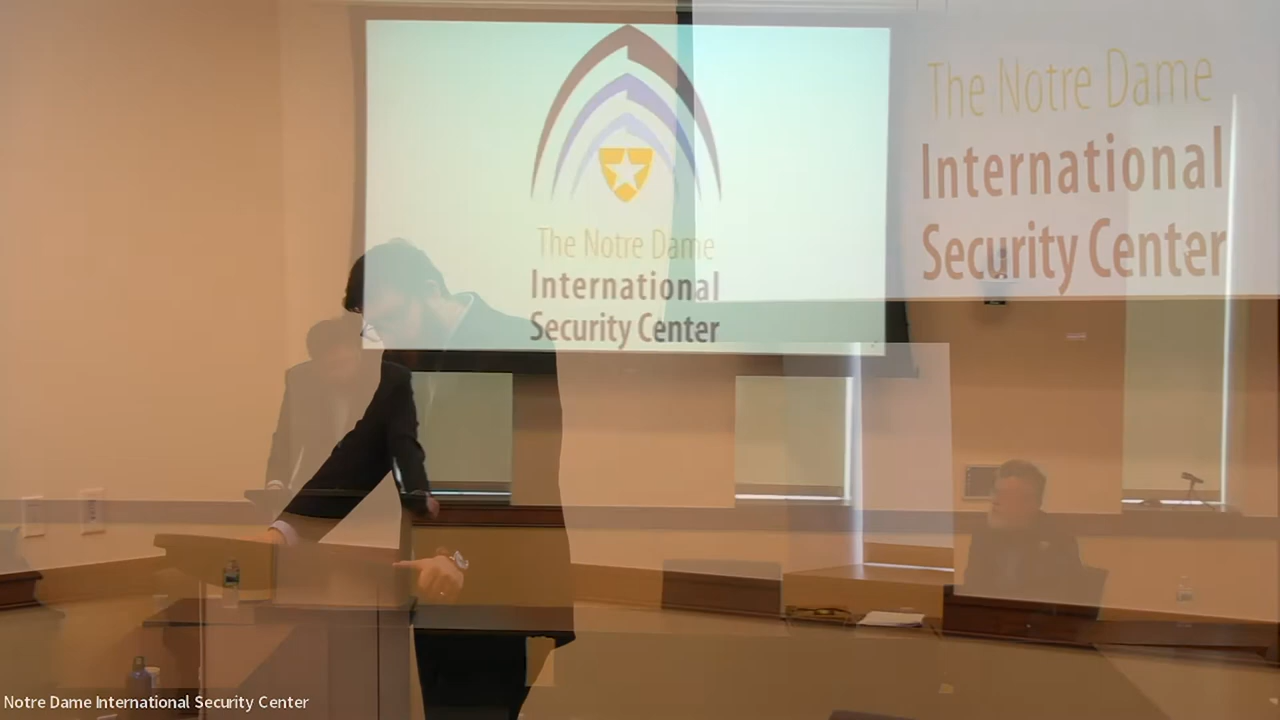 The Notre Dame
International
Security Center
The Notre Dame
International
Security Center
Notre Dame International Security Center